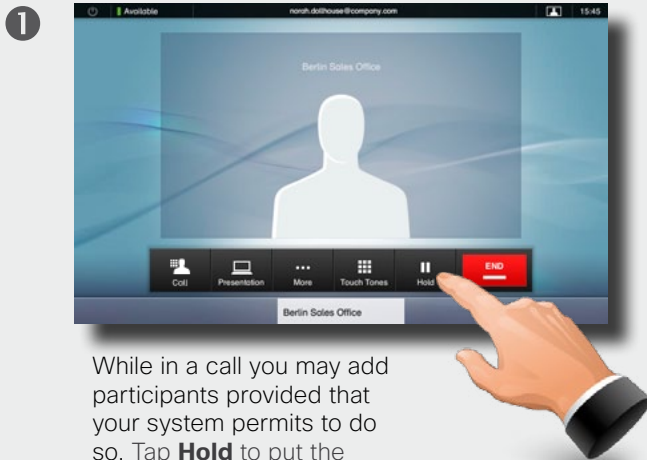 1
Available norah.dollhouse@company.com 15:45
Berlin Sales Office
Call Presentation More Touch Tones Hold END
Berlin Sales Office
While in a call you may add
participants provided that
your system permits to do
so. Tap Hold to put the